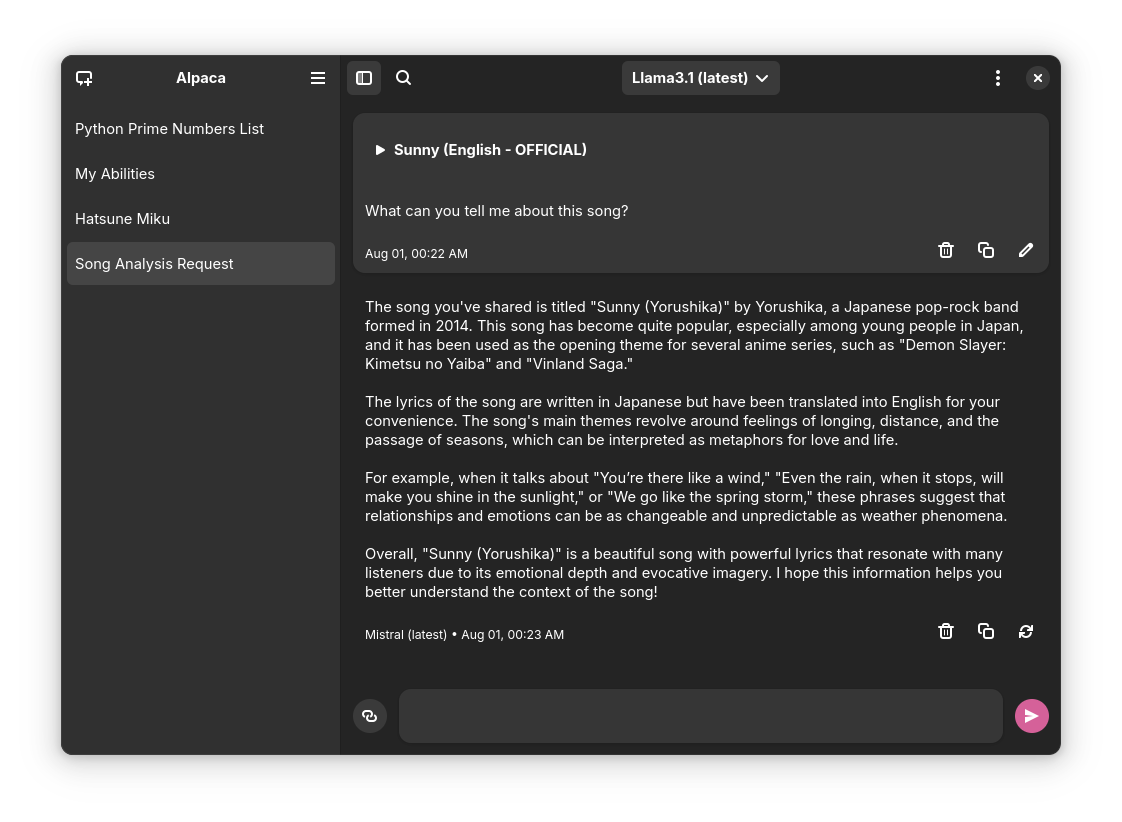 Alpaca
Python Prime Numbers List
My Abilities
Hatsune Miku
Song Analysis Request
Llama3.1 (latest)
Sunny (English - OFFICIAL)
What can you tell me about this song?
Aug 01, 00:22 AM
The song you've shared is titled "Sunny (Yorushika)" by Yorushika, a Japanese pop-rock band
formed in 2014. This song has become quite popular, especially among young people in Japan,
and it has been used as the opening theme for several anime series, such as "Demon Slayer:
Kimetsu no Yaiba" and "Vinland Saga."
The lyrics of the song are written in Japanese but have been translated into English for your
convenience. The song's main themes revolve around feelings of longing, distance, and the
passage of seasons, which can be interpreted as metaphors for love and life.
For example, when it talks about "You’re there like a wind," "Even the rain, when it stops, will
make you shine in the sunlight," or "We go like the spring storm," these phrases suggest that
relationships and emotions can be as changeable and unpredictable as weather phenomena.
Overall, "Sunny (Yorushika)" is a beautiful song with powerful lyrics that resonate with many
listeners due to its emotional depth and evocative imagery. I hope this information helps you
better understand the context of the song!
Mistral (latest) • Aug 01, 00:23 AM